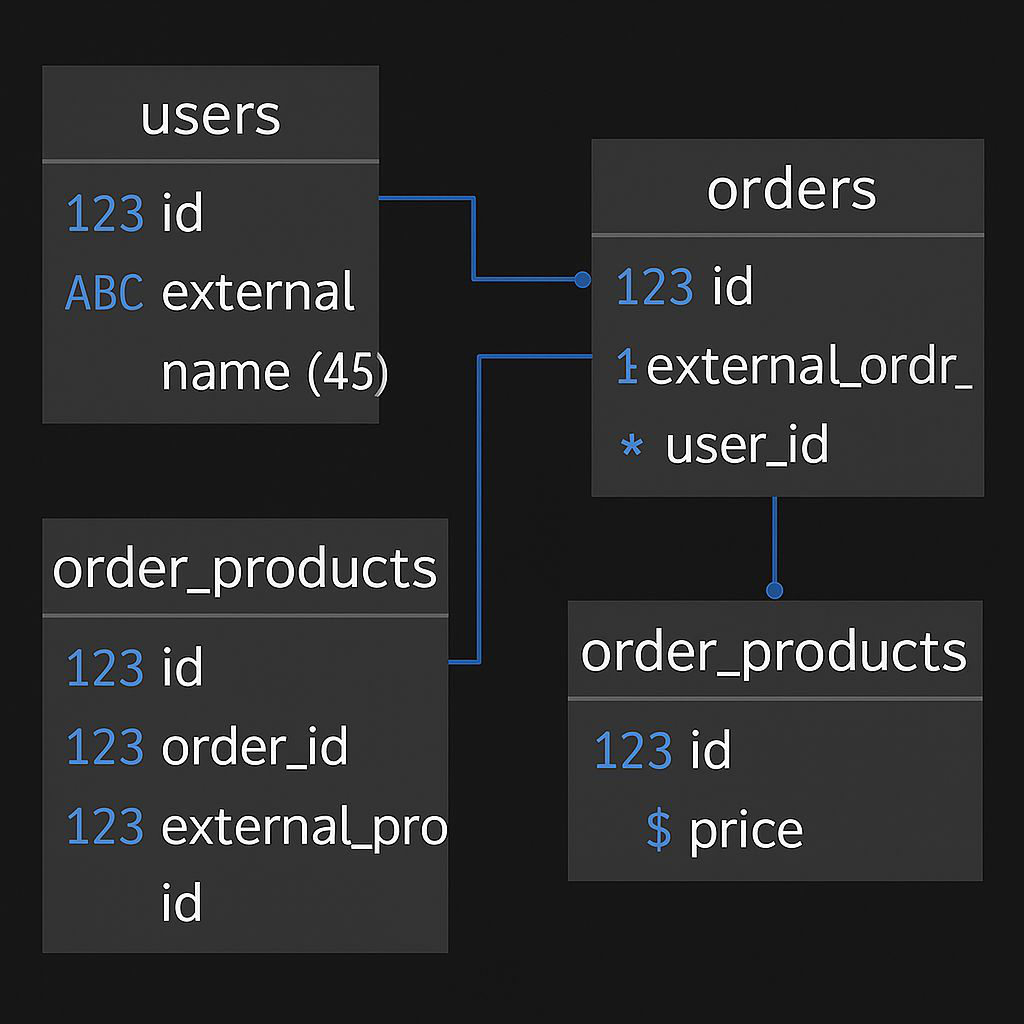 users
123 id
ABC external
name (45)
orders
123 id
1 external_ordr_
* user_id
order_products
123 id
123 order_id
123 external_pro
id
order_products
123 id
$ price